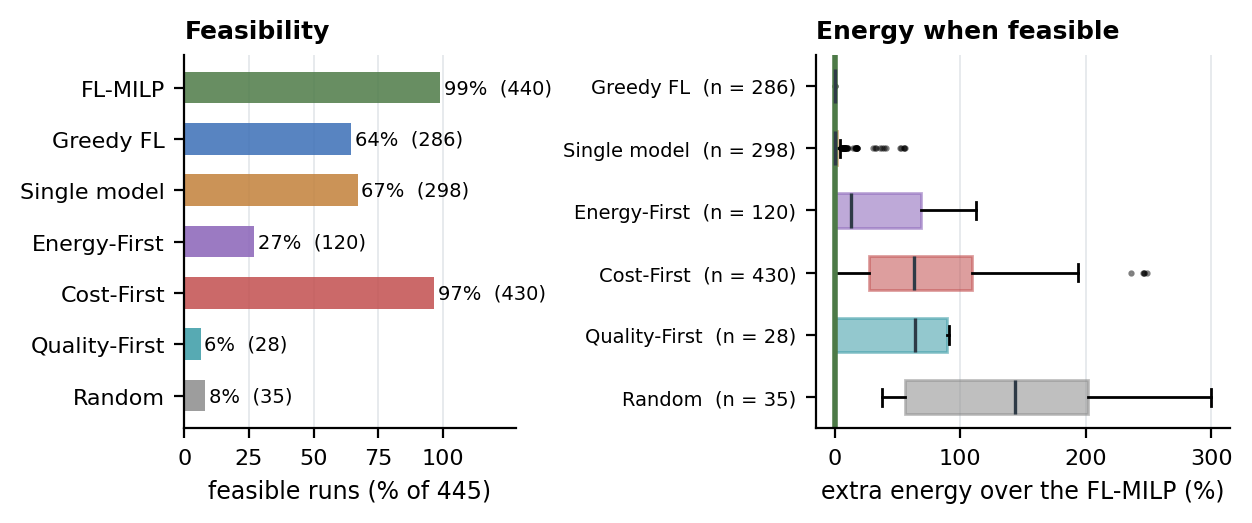 Feasibility
FL-MILP
99% (440)
Greedy FL
64% (286)
Single model
67% (298)
Energy-First
27% (120)
Cost-First
97% (430)
Quality-First
6% (28)
Random
8% (35)
0 25 50 75 100
feasible runs (% of 445)
Energy when feasible
Greedy FL (n = 286)
Single model (n = 298)
Energy-First (n = 120)
Cost-First (n = 430)
Quality-First (n = 28)
Random (n = 35)
0 100 200 300
extra energy over the FL-MILP (%)